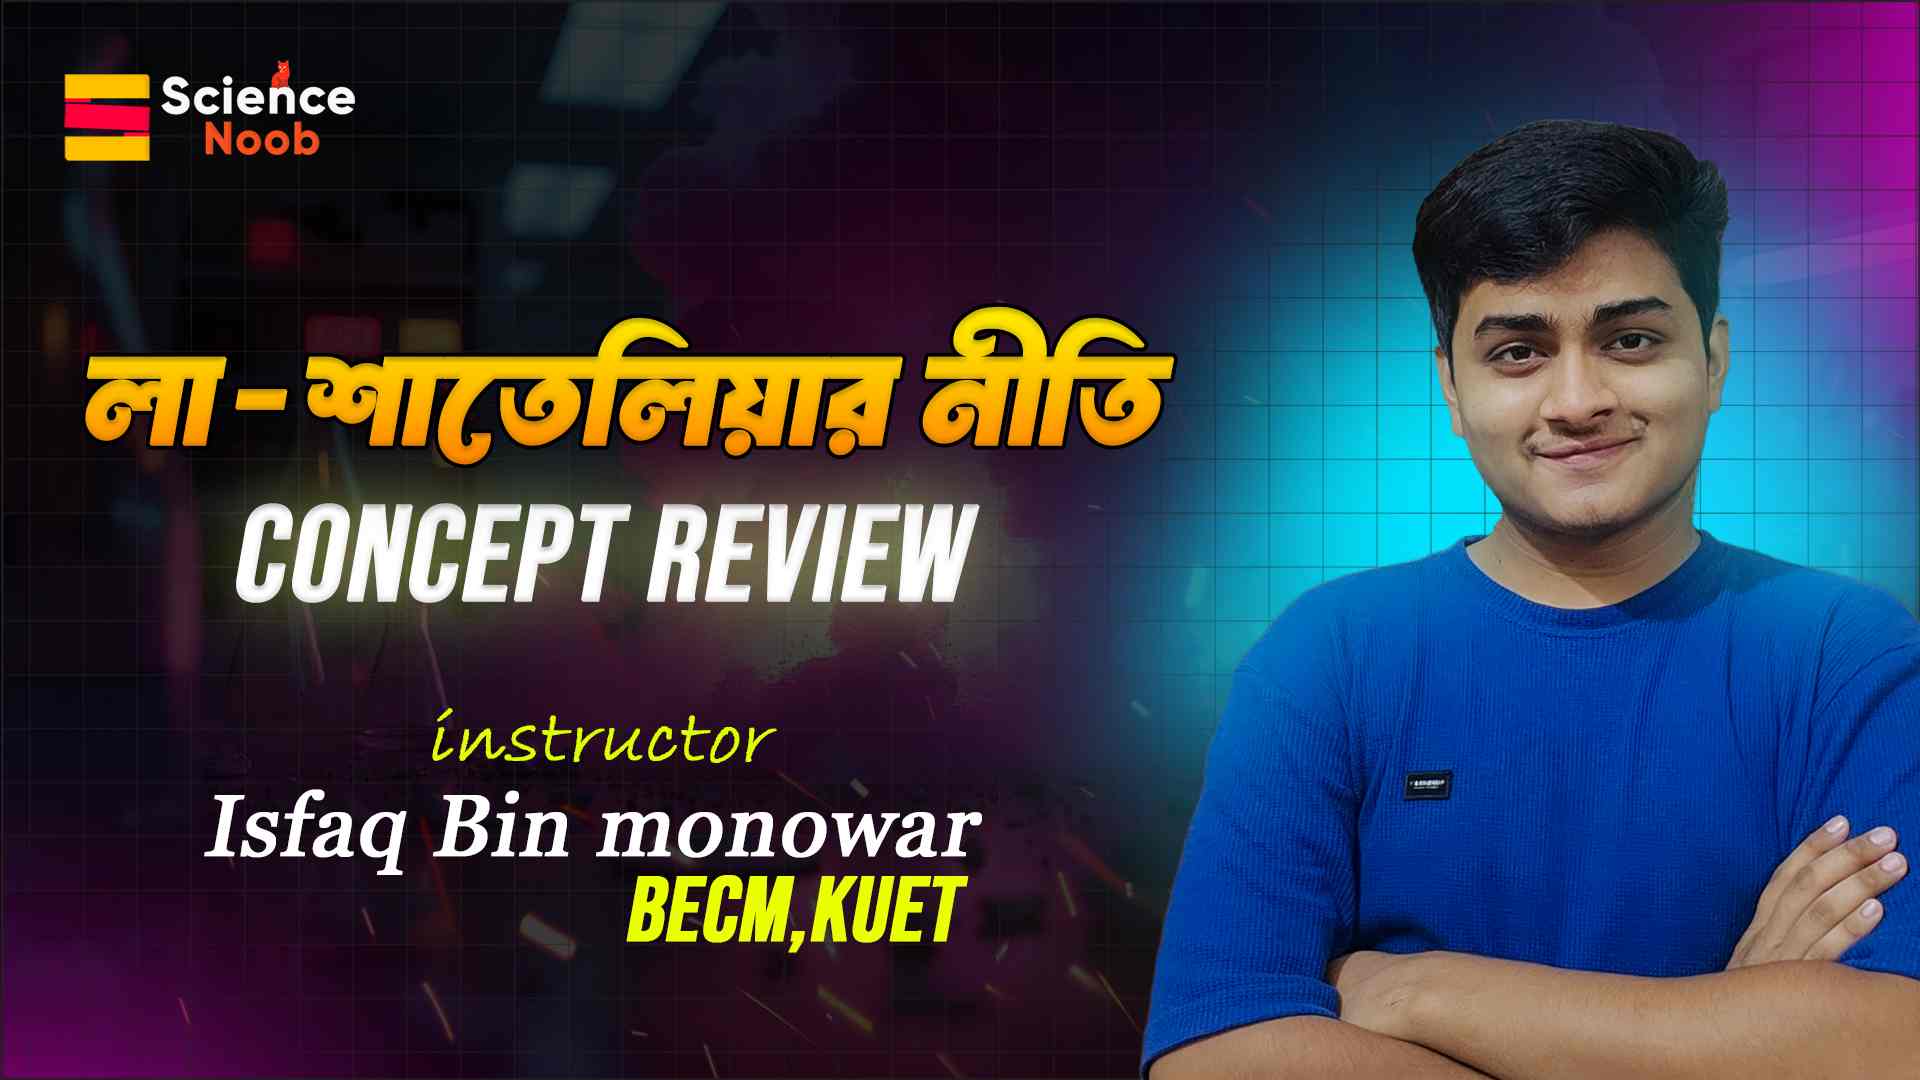 Science
Noob
লা-শাতেলিয়ার নীতি
CONCEPT REVIEW
instructor
Isfaq Bin monowar
BECM,KUET